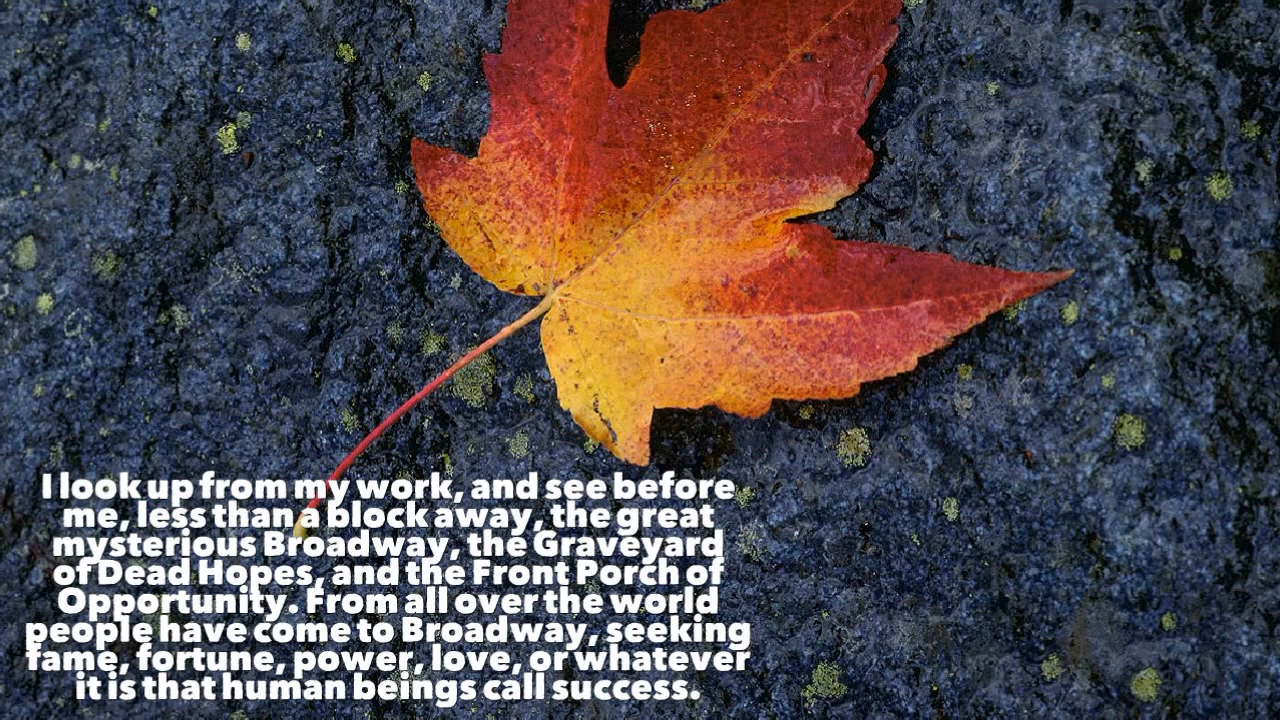 I look up from my work, and see before
me, less than a block away, the great
mysterious Broadway, the Graveyard
of Dead Hopes, and the Front Porch of
Opportunity. From all over the world
people have come to Broadway, seeking
fame, fortune, power, love, or whatever
it is that human beings call success.